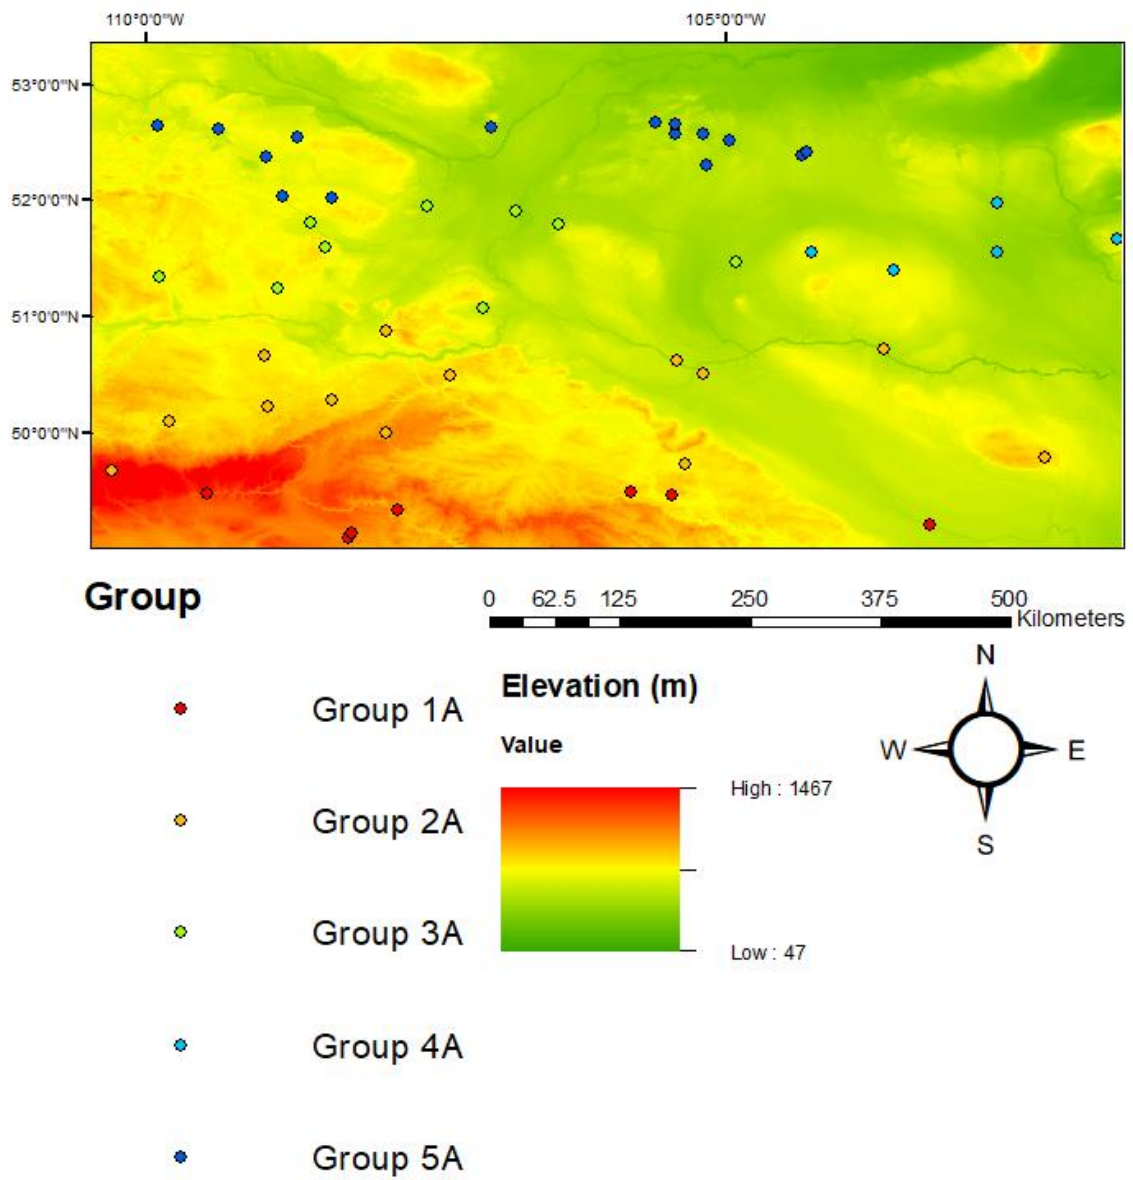 110°0'0"W 105°0'0"W
53°0'0"N
52°0'0"N
51°0'0"N
50°0'0"N
Group
0 62.5 125 250 375 500
Kilometers
N
W E
S
Elevation (m)
Value
High : 1467
Low : 47
Group 1A
Group 2A
Group 3A
Group 4A
Group 5A